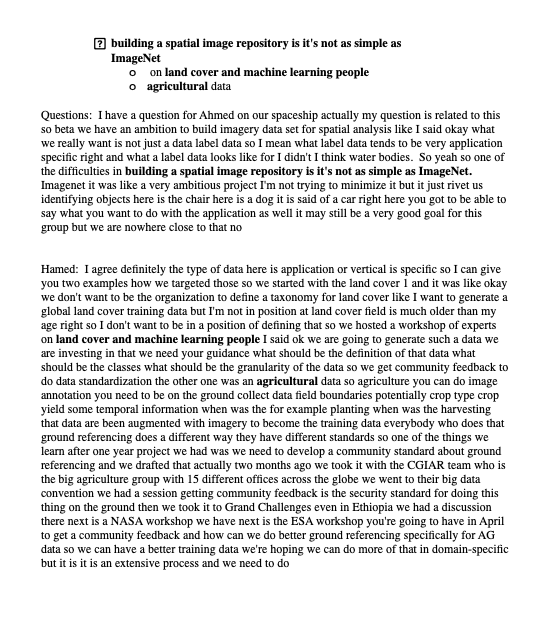 ? building a spatial image repository is it's not as simple as
ImageNet
o on land cover and machine learning people
o agricultural data
Questions: I have a question for Ahmed on our spaceship actually my question is related to this
so beta we have an ambition to build imagery data set for spatial analysis like I said okay what
we really want is not just a data label data so I mean what label data tends to be very application
specific right and what a label data looks like for I didn't I think water bodies. So yeah so one of
the difficulties in building a spatial image repository is it's not as simple as ImageNet.
Imagenet it was like a very ambitious project I'm not trying to minimize it but it just rivet us
identifying objects here is the chair here is a dog it is said of a car right here you got to be able to
say what you want to do with the application as well it may still be a very good goal for this
group but we are nowhere close to that no
Hamed: I agree definitely the type of data here is application or vertical is specific so I can give
you two examples how we targeted those so we started with the land cover 1 and it was like okay
we don't want to be the organization to define a taxonomy for land cover like I want to generate a
global land cover training data but I'm not in position at land cover field is much older than my
age right so I don't want to be in a position of defining that so we hosted a workshop of experts
on land cover and machine learning people I said ok we are going to generate such a data we
are investing in that we need your guidance what should be the definition of that data what
should be the classes what should be the granularity of the data so we get community feedback to
do data standardization the other one was an agricultural data so agriculture you can do image
annotation you need to be on the ground collect data field boundaries potentially crop type crop
yield some temporal information when was the for example planting when was the harvesting
that data are been augmented with imagery to become the training data everybody who does that
ground referencing does a different way they have different standards so one of the things we
learn after one year project we had was we need to develop a community standard about ground
referencing and we drafted that actually two months ago we took it with the CGIAR team who is
the big agriculture group with 15 different offices across the globe we went to their big data
convention we had a session getting community feedback is the security standard for doing this
thing on the ground then we took it to Grand Challenges even in Ethiopia we had a discussion
there next is a NASA workshop we have next is the ESA workshop you're going to have in April
to get a community feedback and how can we do better ground referencing specifically for AG
data so we can have a better training data we're hoping we can do more of that in domain-specific
but it is it is an extensive process and we need to do